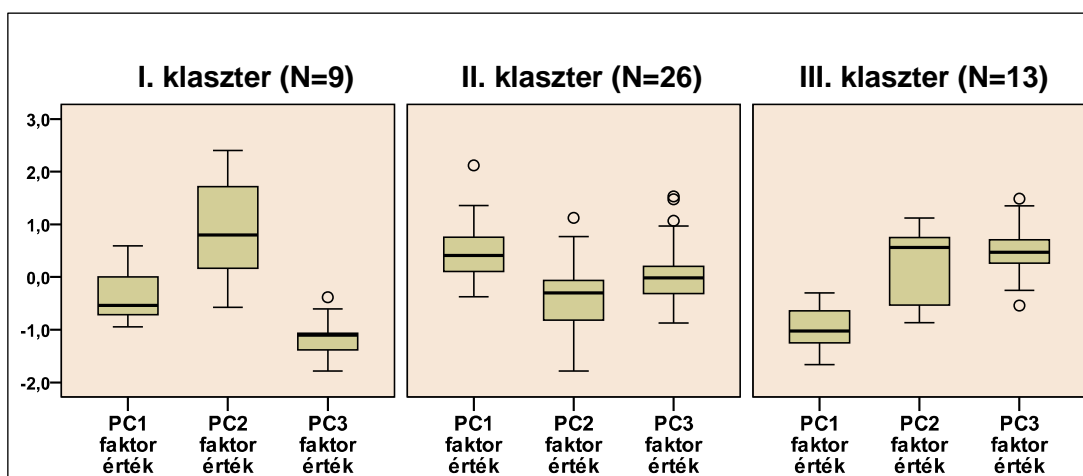 I. klaszter (N=9)
II. klaszter (N=26)
III. klaszter (N=13)
3,0
2,0
1,0
0,0
-1,0
-2,0
PC1
faktor
érték
PC2
faktor
érték
PC3
faktor
érték
PC1
faktor
érték
PC2
faktor
érték
PC3
faktor
érték
PC1
faktor
érték
PC2
faktor
érték
PC3
faktor
érték